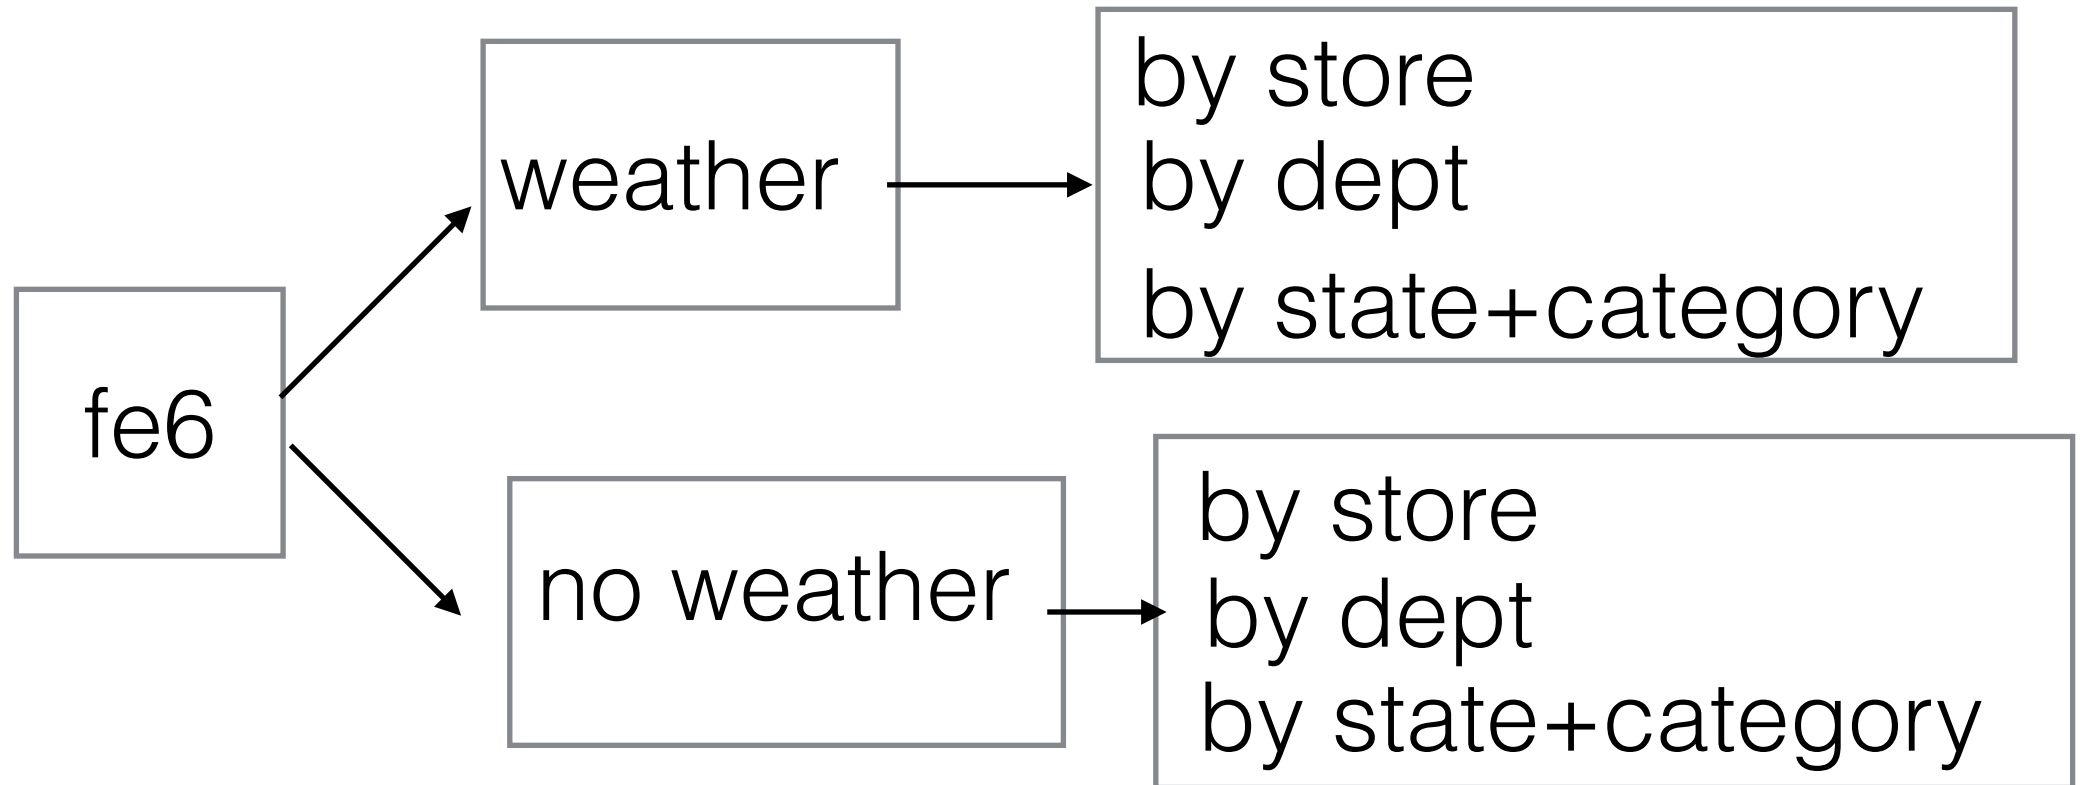 fe6
weather
by store
by dept
by state+category
no weather
by store
by dept
by state+category